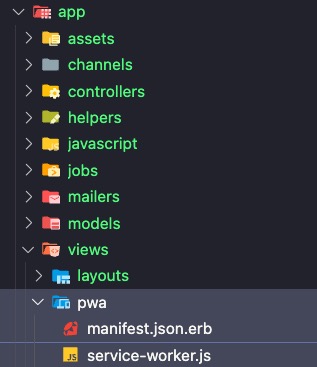 app
assets
channels
controllers
helpers
javascript
jobs
mailers
models
views
layouts
pwa
manifest.json.erb
JS service-worker.js